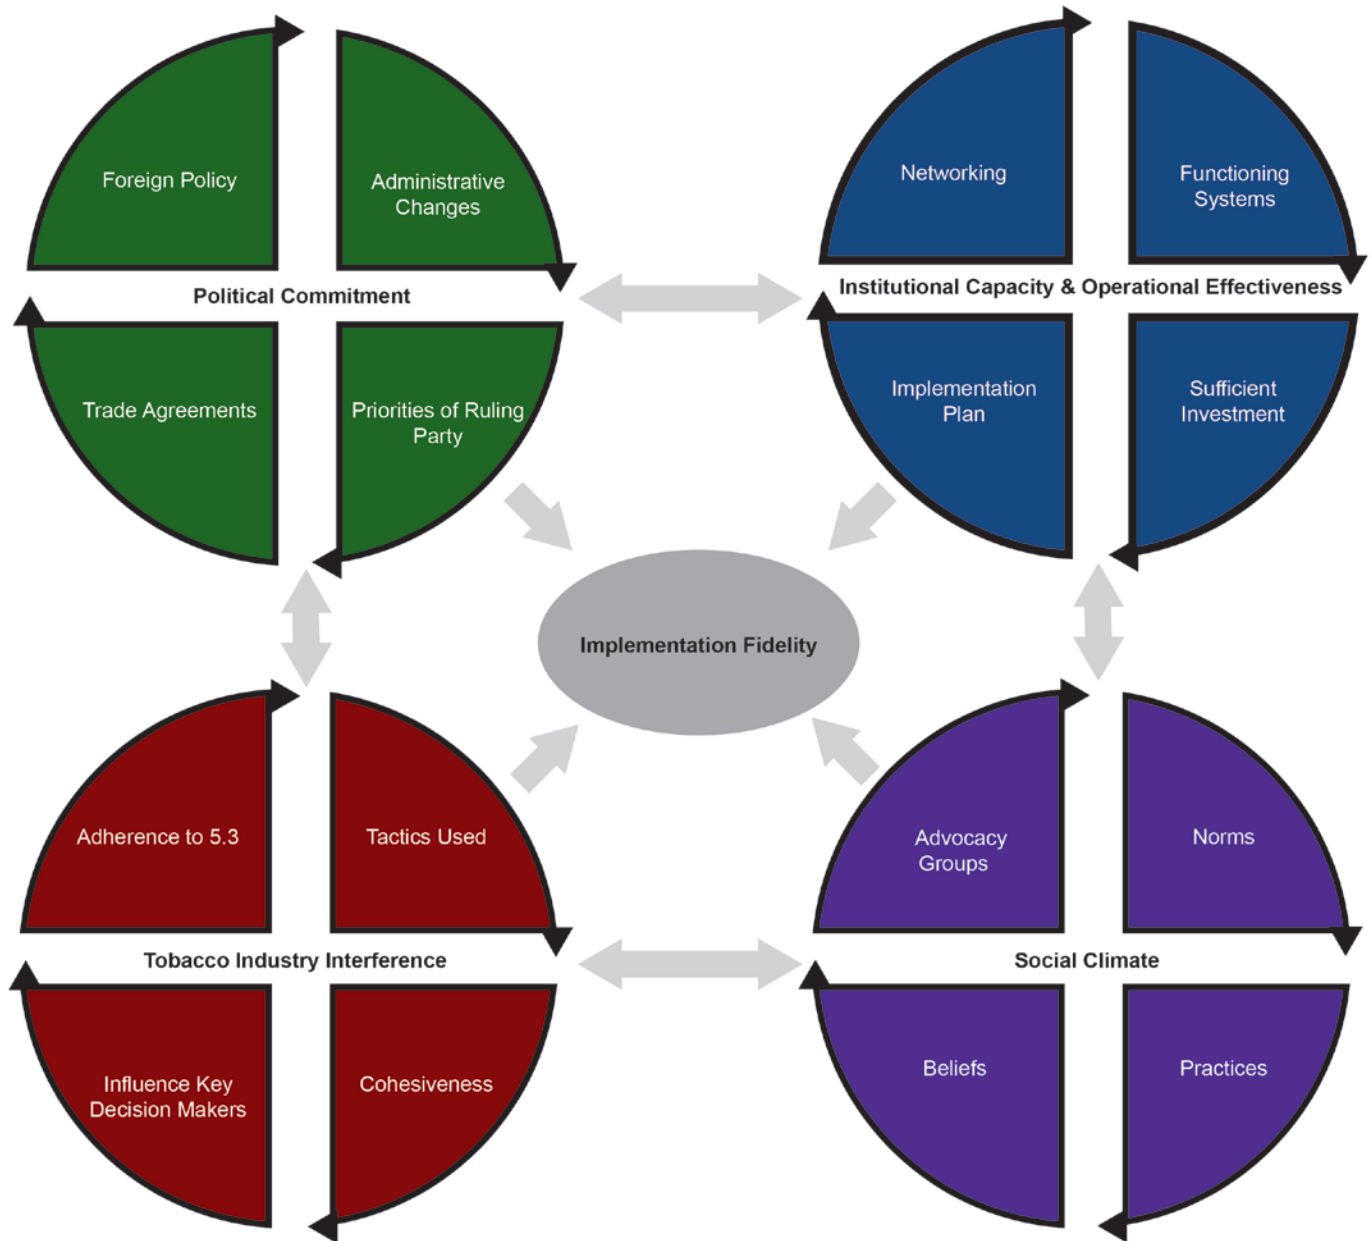 Foreign Policy
Administrative
Changes
Political Commitment
Trade Agreements
Priorities of Ruling
Party
Networking
Functioning
Systems
Institutional Capacity & Operational Effectiveness
Implementation
Plan
Sufficient
Investment
Implementation Fidelity
Adherence to 5.3
Tactics Used
Tobacco Industry Interference
Influence Key
Decision Makers
Cohesiveness
Advocacy
Groups
Norms
Social Climate
Beliefs
Practices